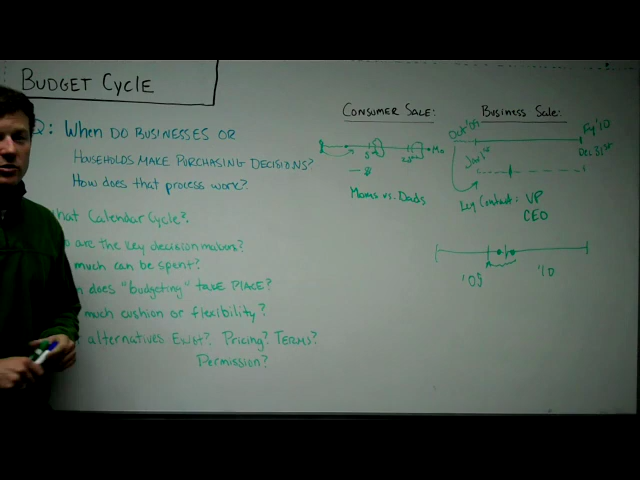 BUDGET CYCLE
Q: WHEN DO BUSINESSES OR
HOUSEHOLDS MAKE PURCHASING DECISIONS?
How does that process work?
hat Calendar Cycle?
o are the key decision makers?
much can be spent?
does "budgeting" TAKE PLACE?
much cushion or flexibility?
alternatives Exist? Pricing? TERMS?
Permission?
CONSUMER SALE:
Moms vs. Dads
Business Sale:
Oct '09
Jan 1st
Fy '10
Dec 31st
Key Contact: VP
CEO
'09
'10